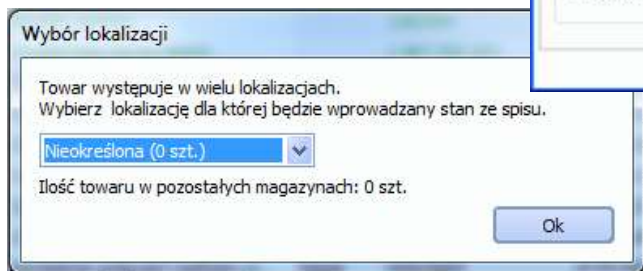 Wybór lokalizacji
Towar występuje w wielu lokalizacjach.
Wybierz lokalizację dla której będzie wprowadzany stan ze spisu.
Nieokreślona (0 szt.)
Ilość towaru w pozostałych magazynach: 0 szt.
Ok